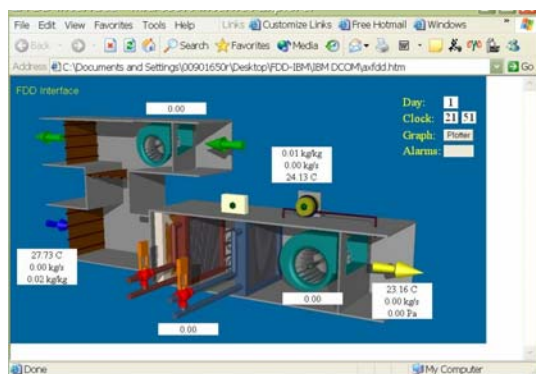 File Edit View Favorites Tools Help Links Customize Links Free Hotmail Windows »
Back Search Favorites Media
Address C:\Documents and Settings\00901650r\Desktop\FDD-IBM\IBM DCOM\axfdd.htm Go
FDD Interface
0.00
Day: 1
Clock: 21 51
Graph: Plotter
Alarms:
0.01 kg/kg
0.00 kg/s
24.13 C
27.73 C
0.00 kg/s
0.02 kg/kg
0.00
23.16 C
0.00 kg/s
0.00 Pa
0.00
Done My Computer